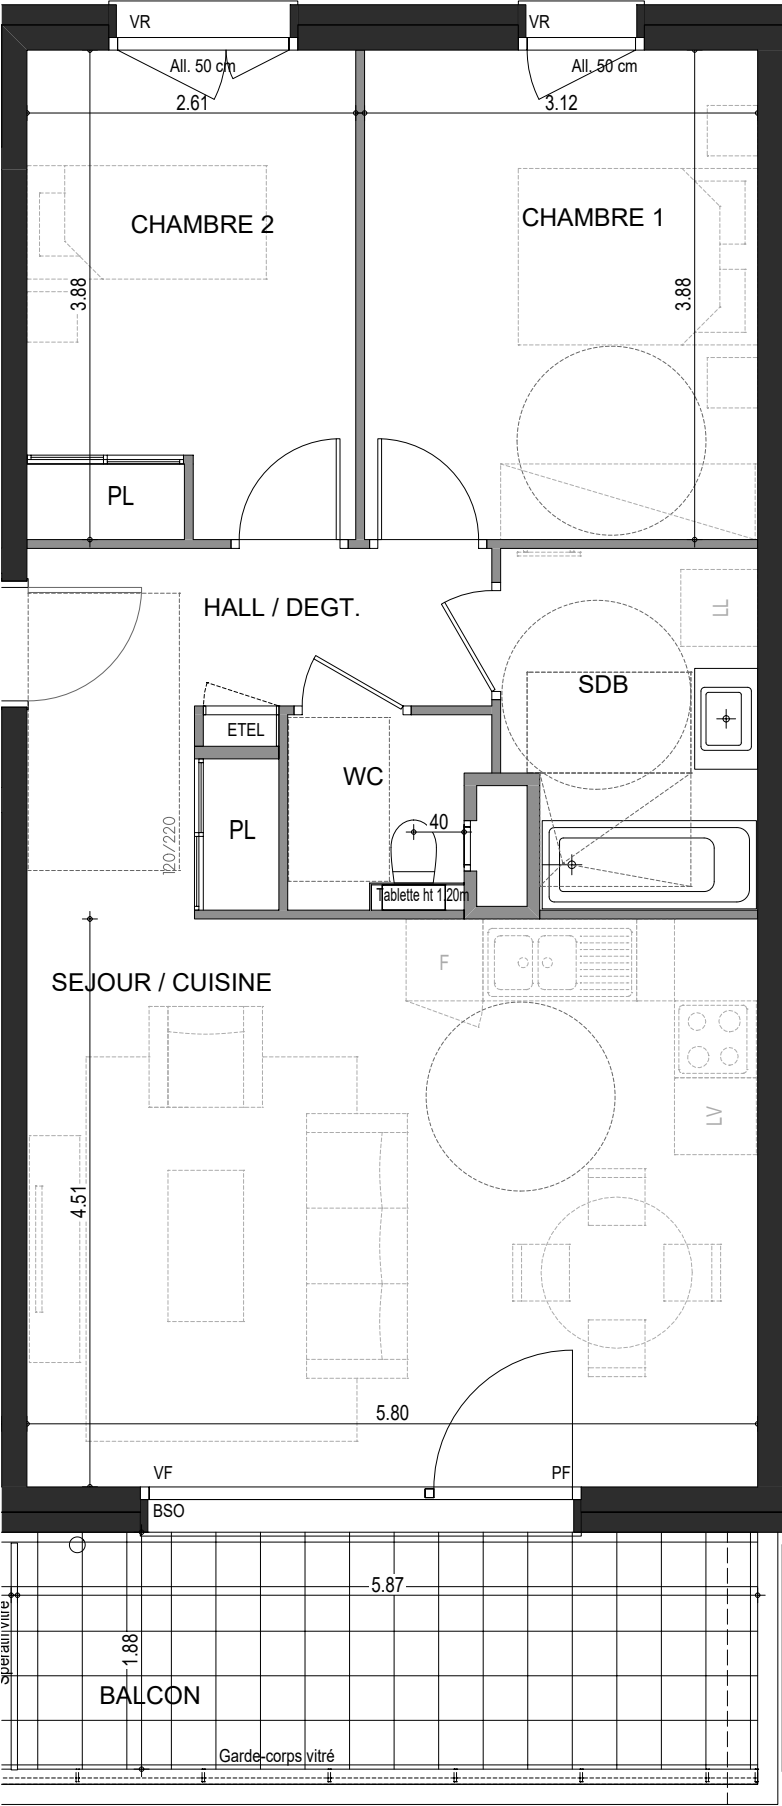 VR
VR
All. 50 cm
All. 50 cm
2.61
3.12
CHAMBRE 2
CHAMBRE 1
3.88
3.88
PL
HALL / DEGT.
LL
SDB
ETEL
WC
PL
40
120/220
Tablette ht 1.20m
F
SEJOUR / CUISINE
LV
4.51
5.80
VF
PF
BSO
5.87
vitré
1.88
BALCON
Garde-corps vitré